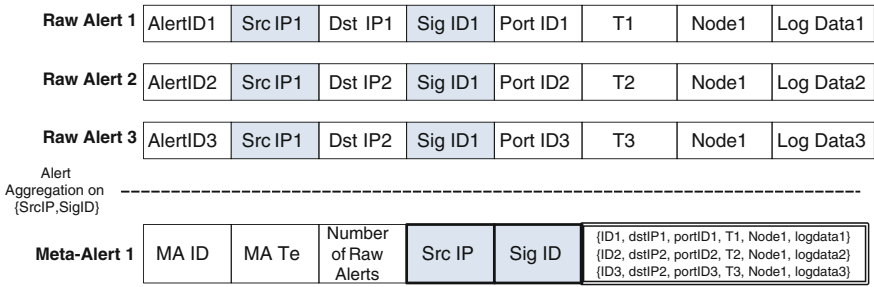 Raw Alert 1 AlertID1 Src IP1 Dst IP1 Sig ID1 Port ID1 T1 Node1 Log Data1
Raw Alert 2 AlertID2 Src IP1 Dst IP2 Sig ID1 Port ID2 T2 Node1 Log Data2
Raw Alert 3 AlertID3 Src IP1 Dst IP2 Sig ID1 Port ID3 T3 Node1 Log Data3
Alert
Aggregation on
{SrcIP,SigID}
Meta-Alert 1 MA ID MA Te
Number
of Raw
Alerts
Src IP Sig ID
{ID1, dstIP1, portID1, T1, Node1, logdata1}
{ID2, dstIP2, portID2, T2, Node1, logdata2}
{ID3, dstIP2, portID3, T3, Node1, logdata3}